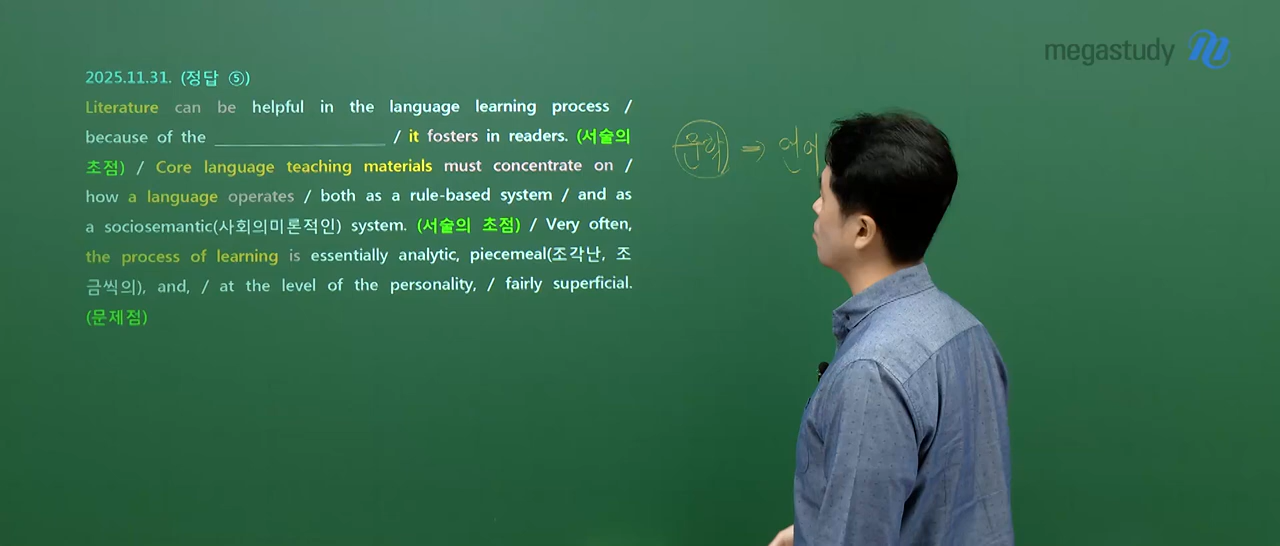 megastudy
2025.11.31. (정답 ⑤)
Literature can be helpful in the language learning process /
because of the ____________________ / it fosters in readers. (서술의
초점) / Core language teaching materials must concentrate on /
how a language operates / both as a rule-based system / and as
a sociosemantic(사회의미론적인) system. (서술의 초점) / Very often,
the process of learning is essentially analytic, piecemeal(조각난, 조
금씩의), and, / at the level of the personality, / fairly superficial.
(문제점)
문학 ⇒ 언어